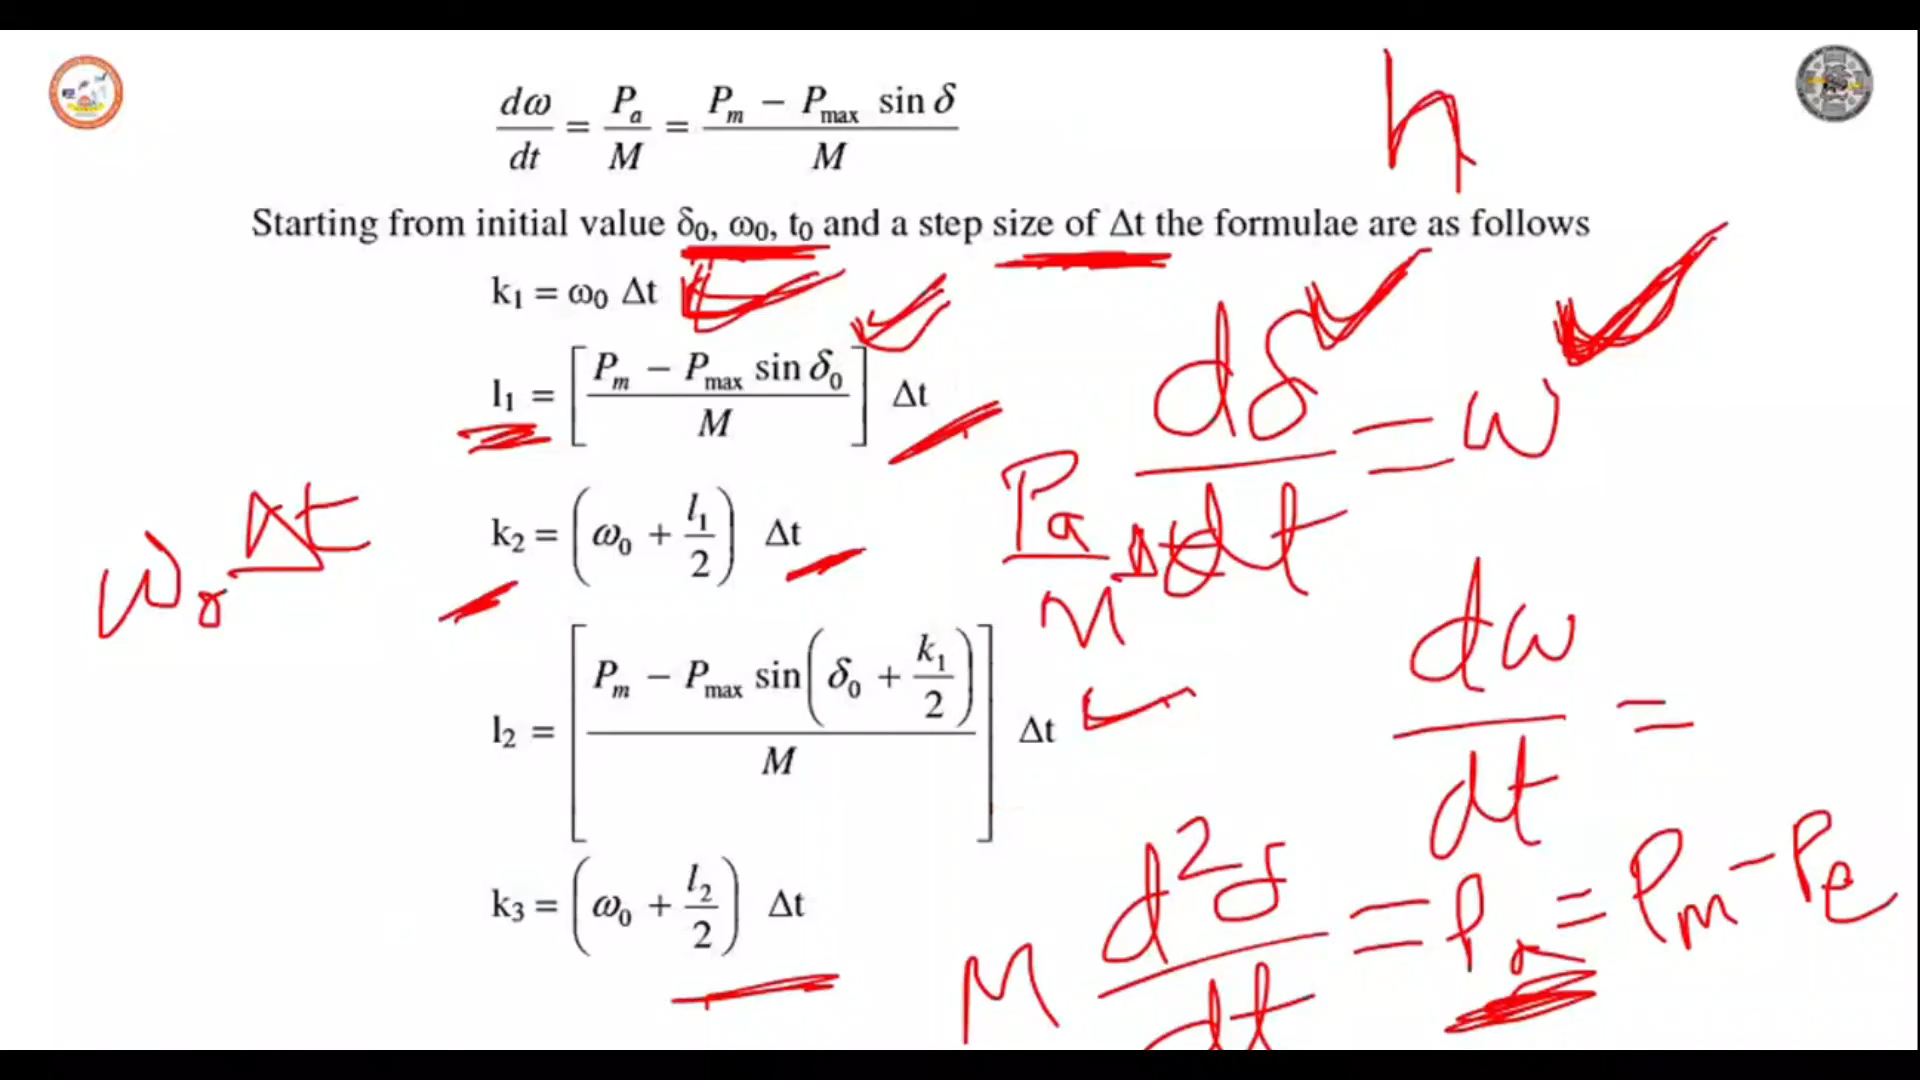 dω/dt = Pa/M = (Pm − Pmax sin δ)/M
h
Starting from initial value δ0, ω0, t0 and a step size of Δt the formulae are as follows
k1 = ω0 Δt
l1 = [(Pm − Pmax sin δ0)/M] Δt
dδ/dt = ω
k2 = (ω0 + l1/2) Δt
Pa/M Δt
ωr Δt
l2 = [(Pm − Pmax sin(δ0 + k1/2))/M] Δt
dω/dt =
k3 = (ω0 + l2/2) Δt
M d²δ/dt = Pa = Pm − Pe